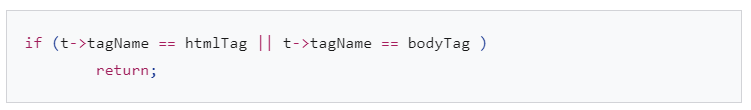 if (t->tagName == htmlTag || t->tagName == bodyTag )
return;